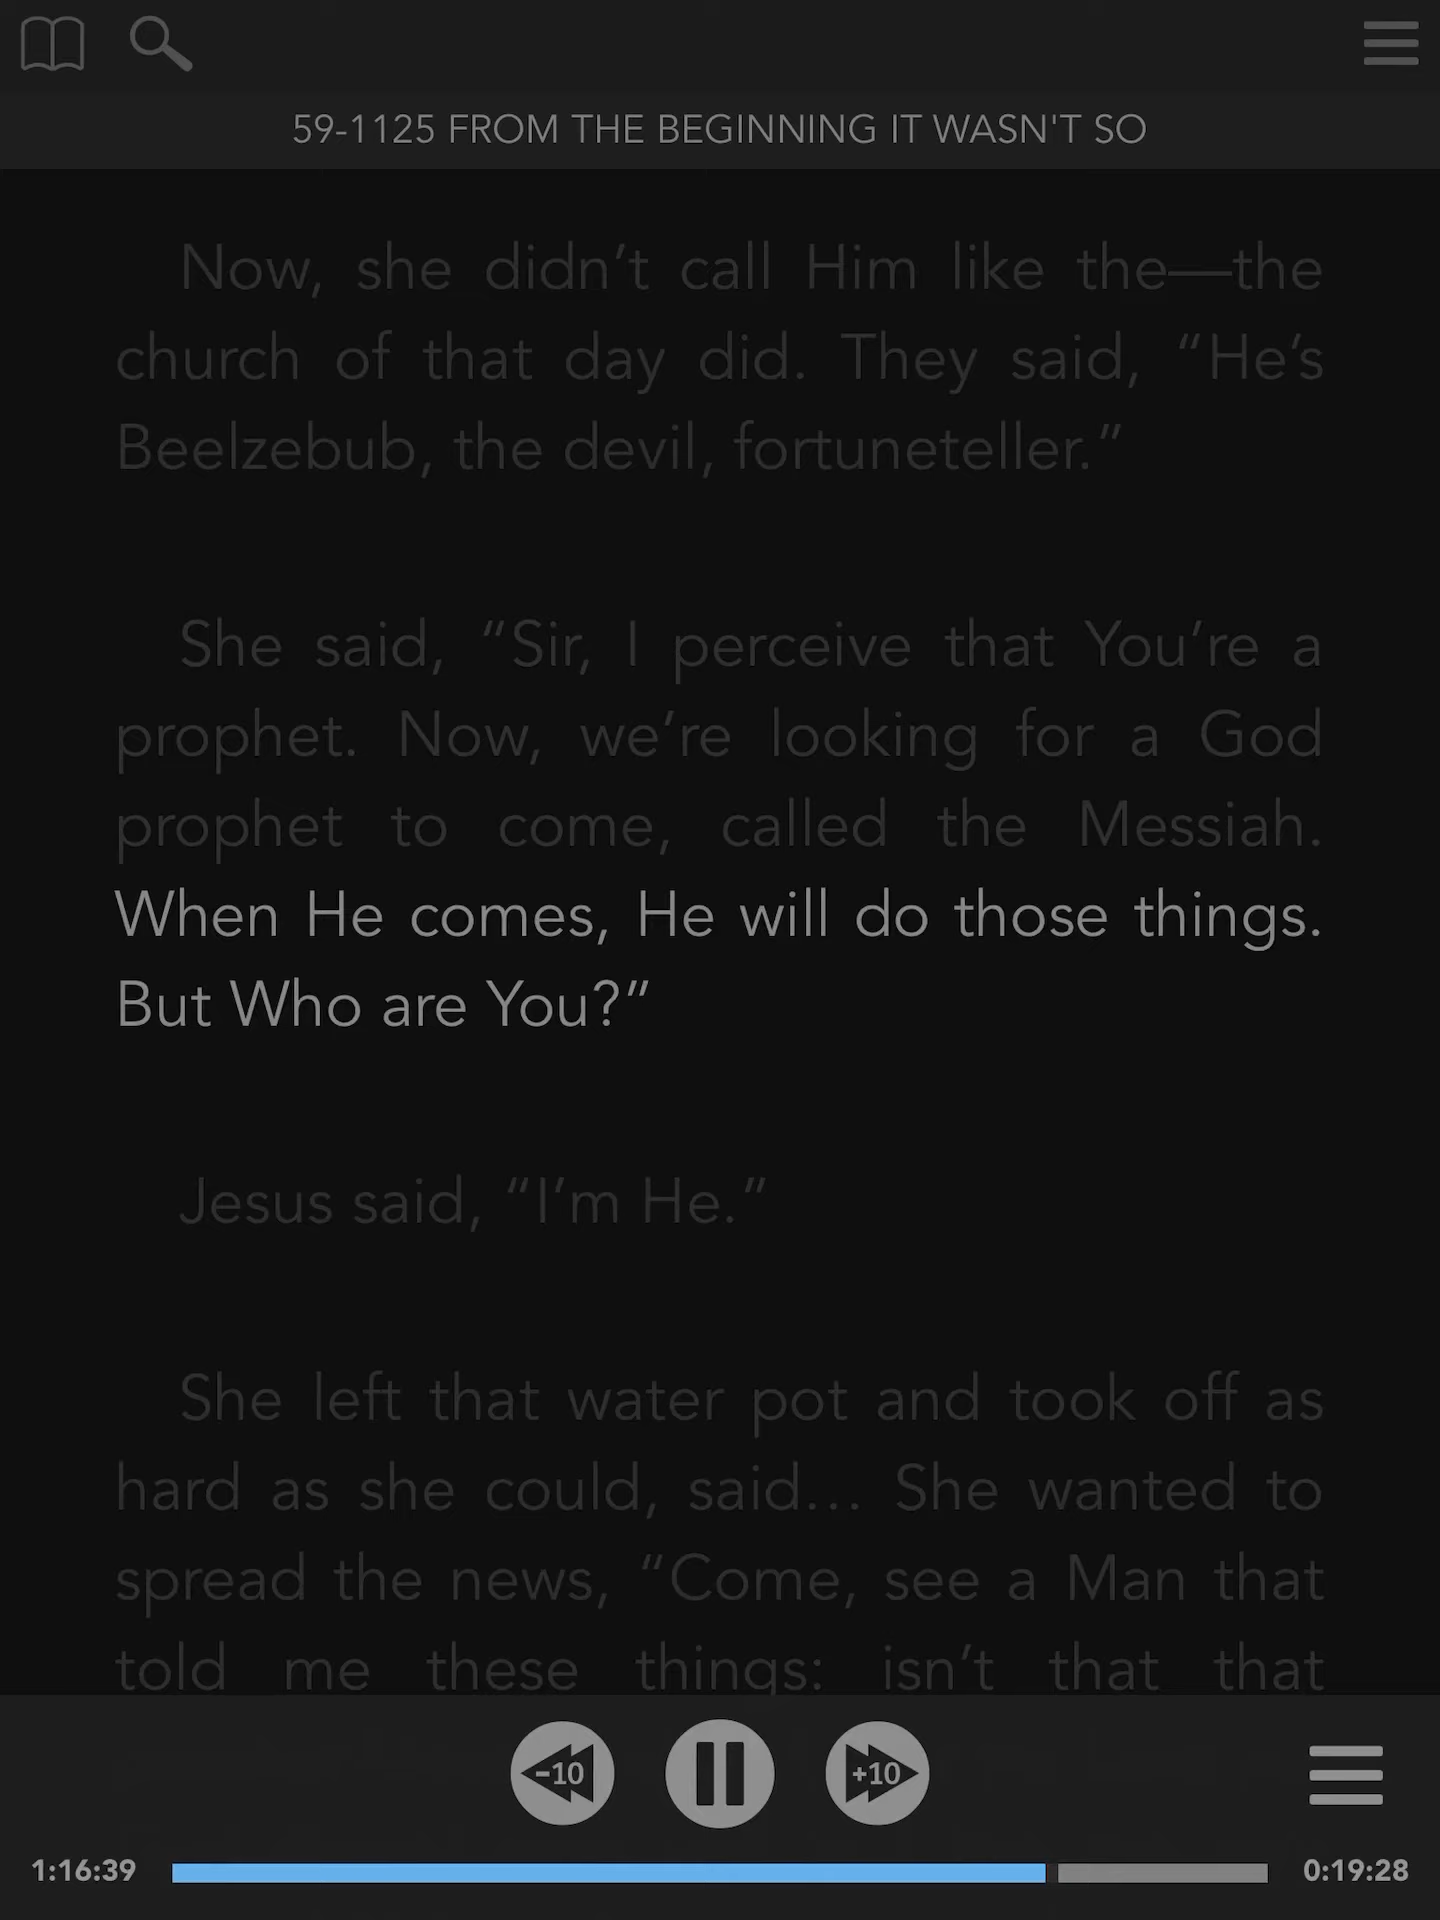 59-1125 FROM THE BEGINNING IT WASN'T SO
Now, she didn’t call Him like the—the
church of that day did. They said, “He’s
Beelzebub, the devil, fortuneteller.”
She said, “Sir, I perceive that You’re a
prophet. Now, we’re looking for a God
prophet to come, called the Messiah.
When He comes, He will do those things.
But Who are You?”
Jesus said, “I’m He.”
She left that water pot and took off as
hard as she could, said… She wanted to
spread the news, “Come, see a Man that
told me these things: isn’t that that
-10 +10
1:16:39 0:19:28